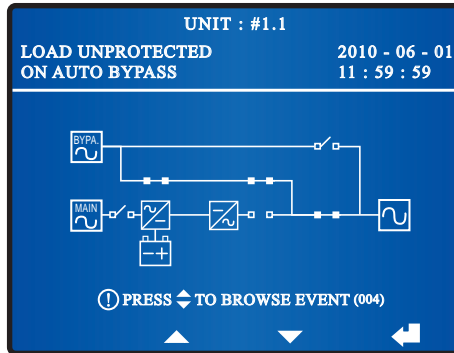 UNIT : #1.1
LOAD UNPROTECTED 2010 - 06 - 01
ON AUTO BYPASS 11 : 59 : 59
BYPA.
MAIN
PRESS TO BROWSE EVENT (004)